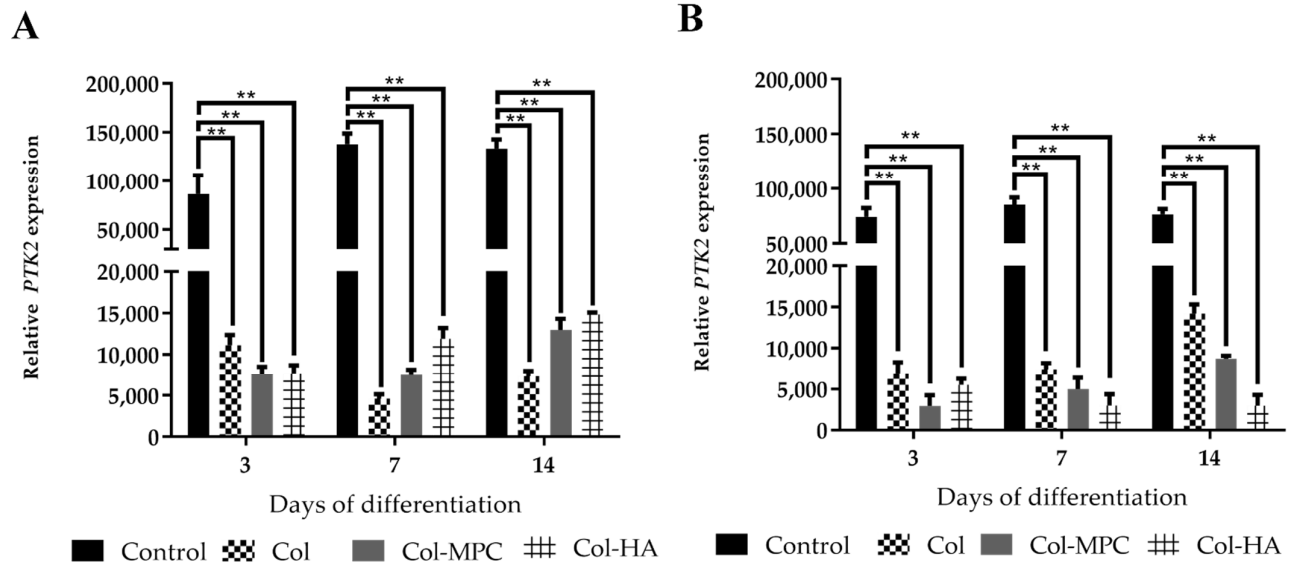 A
Relative PTK2 expression
200,000
150,000
100,000
50,000
20,000
15,000
10,000
5,000
0
** ** **
** ** **
** ** **
3 7 14
Days of differentiation
Control Col Col-MPC Col-HA
B
Relative PTK2 expression
200,000
150,000
100,000
50,000
20,000
15,000
10,000
5,000
0
** ** **
** ** **
** ** **
3 7 14
Days of differentiation
Control Col Col-MPC Col-HA